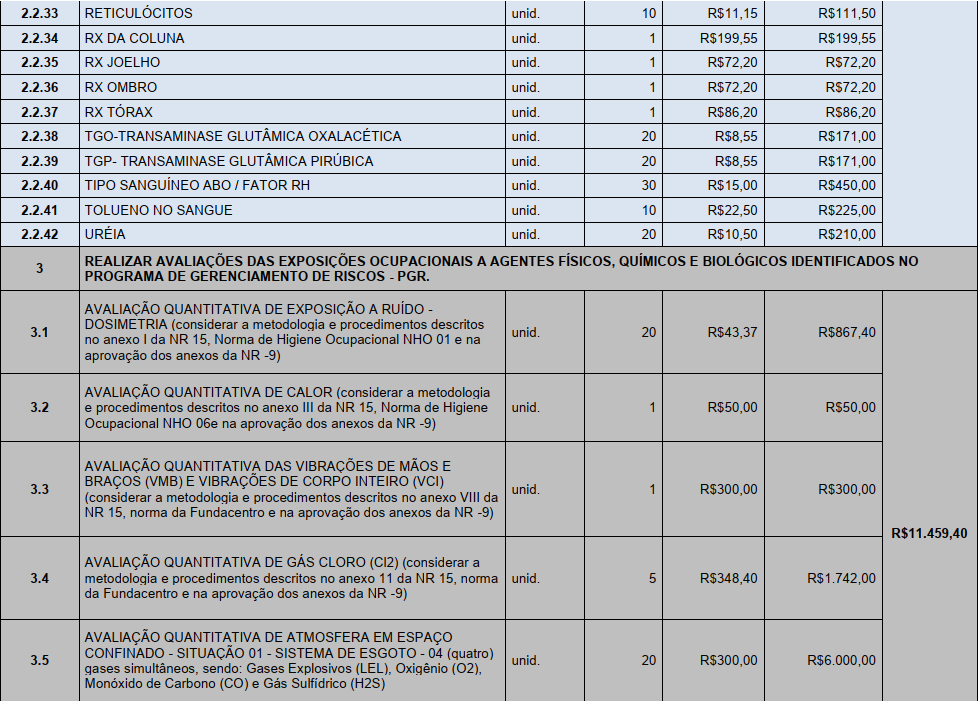 2.2.33 RETICULÓCITOS unid. 10 R$11,15 R$111,50
2.2.34 RX DA COLUNA unid. 1 R$199,55 R$199,55
2.2.35 RX JOELHO unid. 1 R$72,20 R$72,20
2.2.36 RX OMBRO unid. 1 R$72,20 R$72,20
2.2.37 RX TÓRAX unid. 1 R$86,20 R$86,20
2.2.38 TGO-TRANSAMINASE GLUTÂMICA OXALACÉTICA unid. 20 R$8,55 R$171,00
2.2.39 TGP- TRANSAMINASE GLUTÂMICA PIRÚBICA unid. 20 R$8,55 R$171,00
2.2.40 TIPO SANGUÍNEO ABO / FATOR RH unid. 30 R$15,00 R$450,00
2.2.41 TOLUENO NO SANGUE unid. 10 R$22,50 R$225,00
2.2.42 URÉIA unid. 20 R$10,50 R$210,00
3 REALIZAR AVALIAÇÕES DAS EXPOSIÇÕES OCUPACIONAIS A AGENTES FÍSICOS, QUÍMICOS E BIOLÓGICOS IDENTIFICADOS NO
PROGRAMA DE GERENCIAMENTO DE RISCOS - PGR.
3.1 AVALIAÇÃO QUANTITATIVA DE EXPOSIÇÃO A RUÍDO -
DOSIMETRIA (considerar a metodologia e procedimentos descritos
no anexo I da NR 15, Norma de Higiene Ocupacional NHO 01 e na
aprovação dos anexos da NR -9) unid. 20 R$43,37 R$867,40
3.2 AVALIAÇÃO QUANTITATIVA DE CALOR (considerar a metodologia
e procedimentos descritos no anexo III da NR 15, Norma de Higiene
Ocupacional NHO 06e na aprovação dos anexos da NR -9) unid. 1 R$50,00 R$50,00
3.3 AVALIAÇÃO QUANTITATIVA DAS VIBRAÇÕES DE MÃOS E
BRAÇOS (VMB) E VIBRAÇÕES DE CORPO INTEIRO (VCI)
(considerar a metodologia e procedimentos descritos no anexo VIII da
NR 15, norma da Fundacentro e na aprovação dos anexos da NR -9) unid. 1 R$300,00 R$300,00
R$11.459,40
3.4 AVALIAÇÃO QUANTITATIVA DE GÁS CLORO (Cl2) (considerar a
metodologia e procedimentos descritos no anexo 11 da NR 15, norma
da Fundacentro e na aprovação dos anexos da NR -9) unid. 5 R$348,40 R$1.742,00
3.5 AVALIAÇÃO QUANTITATIVA DE ATMOSFERA EM ESPAÇO
CONFINADO - SITUAÇÃO 01 - SISTEMA DE ESGOTO - 04 (quatro)
gases simultâneos, sendo: Gases Explosivos (LEL), Oxigênio (O2),
Monóxido de Carbono (CO) e Gás Sulfídrico (H2S) unid. 20 R$300,00 R$6.000,00